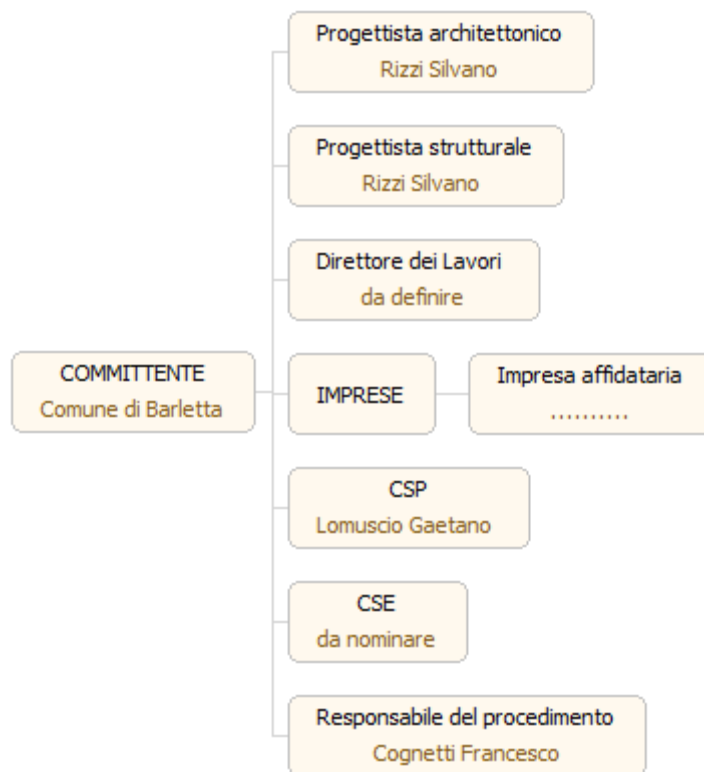 Progettista architettonico
Rizzi Silvano
Progettista strutturale
Rizzi Silvano
Direttore dei Lavori
da definire
COMMITTENTE
Comune di Barletta
IMPRESE
Impresa affidataria
..........
CSP
Lomuscio Gaetano
CSE
da nominare
Responsabile del procedimento
Cognetti Francesco